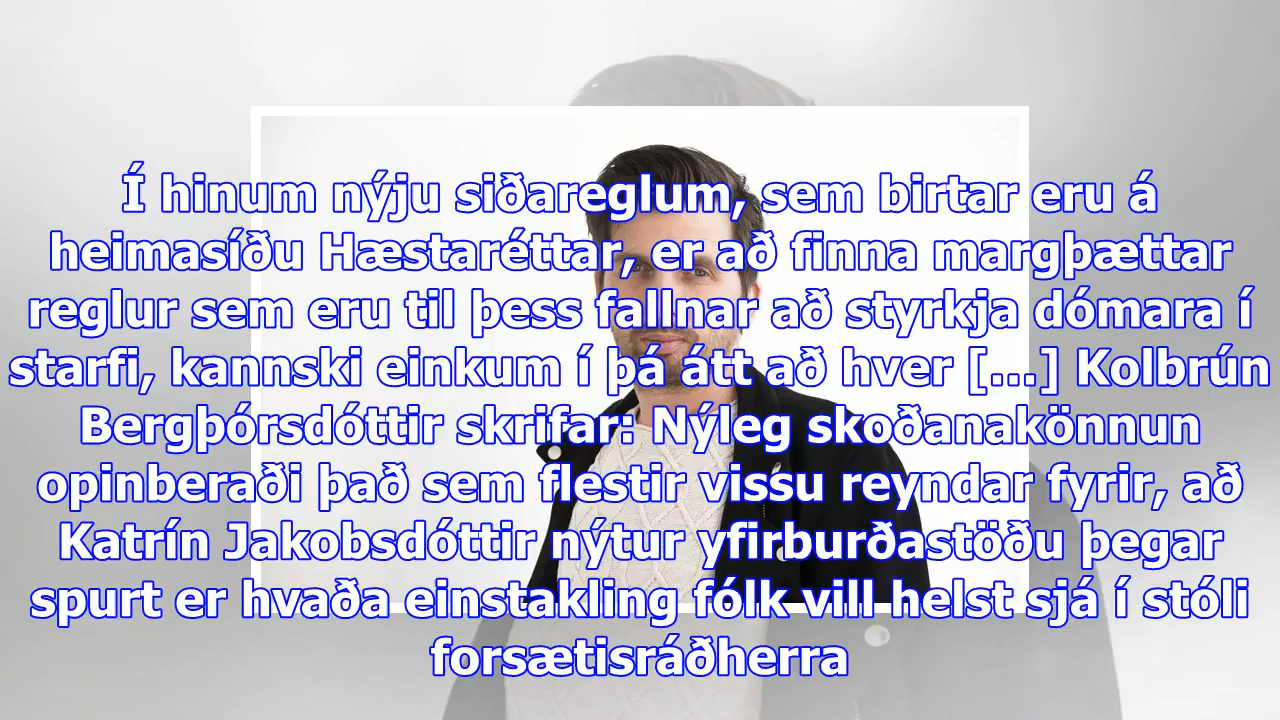 Í hinum nýju siðareglum, sem birtar eru á
heimasíðu Hæstaréttar, er að finna margþættar
reglur sem eru til þess fallnar að styrkja dómara í
starfi, kannski einkum í þá átt að hver [...] Kolbrún
Bergþórsdóttir skrifar: Nýleg skoðanakönnun
opinberaði það sem flestir vissu reyndar fyrir, að
Katrín Jakobsdóttir nýtur yfirburðastöðu þegar
spurt er hvaða einstakling fólk vill helst sjá í stóli
forsætisráðherra